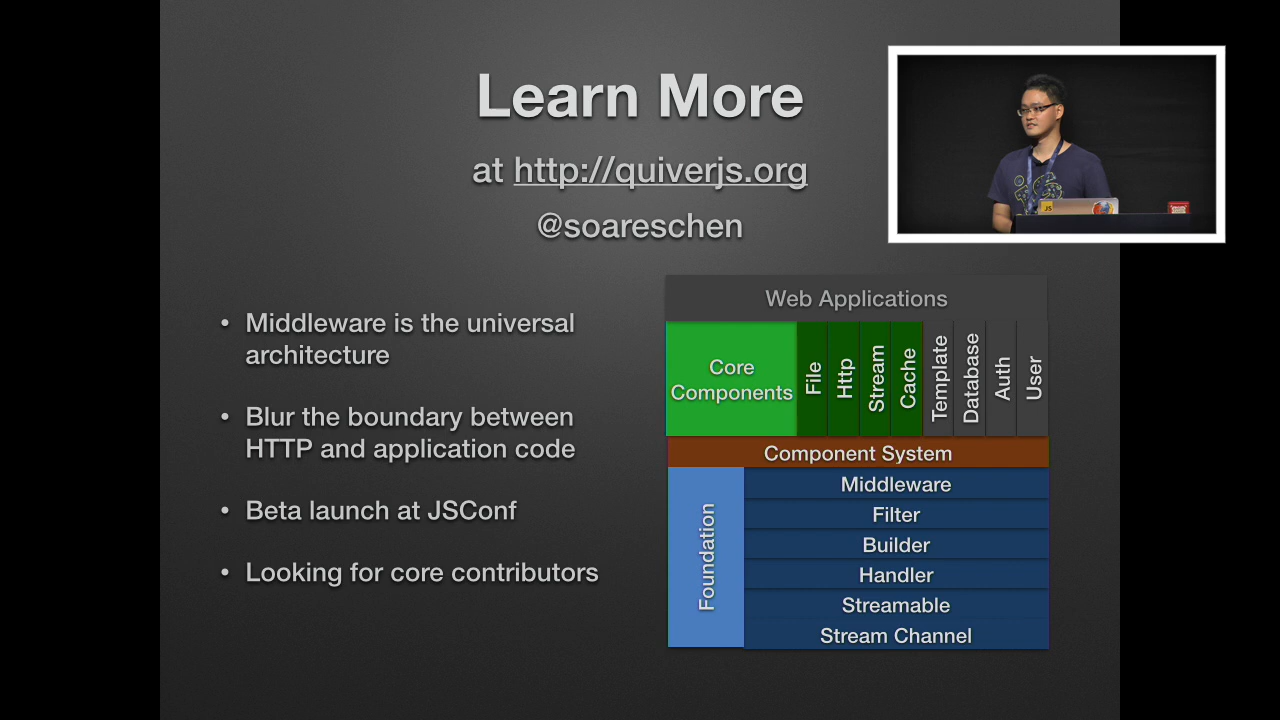 Learn More
at http://quiverjs.org
@soareschen
• Middleware is the universal
architecture
• Blur the boundary between
HTTP and application code
• Beta launch at JSConf
• Looking for core contributors
Web Applications
Core
Components
File
Http
Stream
Cache
Template
Database
Auth
User
Component System
Foundation
Middleware
Filter
Builder
Handler
Streamable
Stream Channel
JS